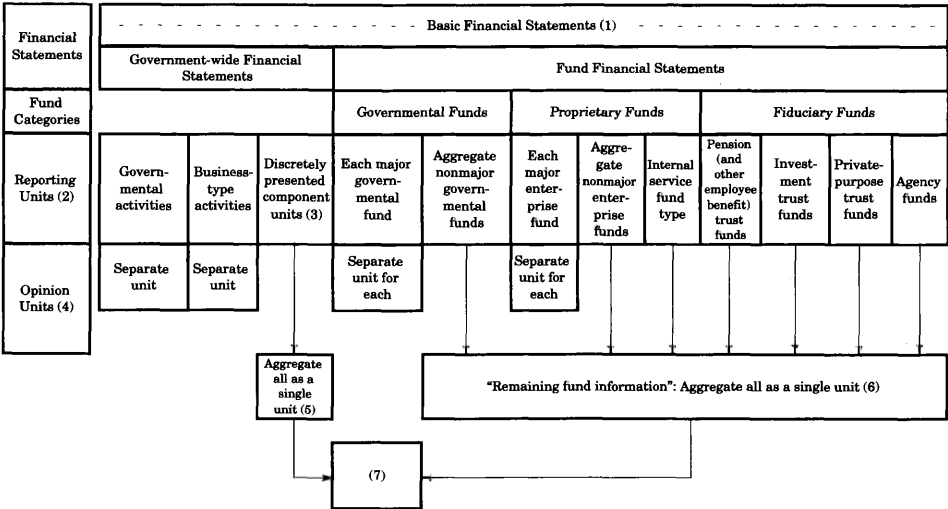 Financial
Statements
Basic Financial Statements (1)
Government-wide Financial
Statements
Fund Financial Statements
Fund
Categories
Governmental Funds
Proprietary Funds
Fiduciary Funds
Reporting
Units (2)
Govern-
mental
activities
Business-
type
activities
Discretely
presented
component
units (3)
Each major
govern-
mental
fund
Aggregate
nonmajor
govern-
mental
funds
Each
major
enter-
prise
fund
Aggre-
gate
nonmajor
enter-
prise
funds
Internal
service
fund
type
Pension
(and
other
employee
benefit)
trust
funds
Invest-
ment
trust
funds
Private-
purpose
trust
funds
Agency
funds
Opinion
Units (4)
Separate
unit
Separate
unit
Separate
unit for
each
Separate
unit for
each
Aggregate
all as a
single
unit (5)
“Remaining fund information”: Aggregate all as a single unit (6)
(7)